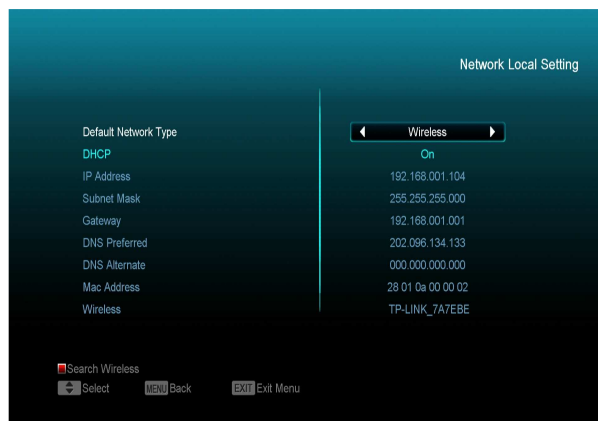 Network Local Setting
Default Network Type Wireless
DHCP On
IP Address 192.168.001.104
Subnet Mask 255.255.255.000
Gateway 192.168.001.001
DNS Preferred 202.096.134.133
DNS Alternate 000.000.000.000
Mac Address 28 01 0a 00 00 02
Wireless TP-LINK_7A7EBE
Search Wireless
Select MENU Back EXIT Exit Menu